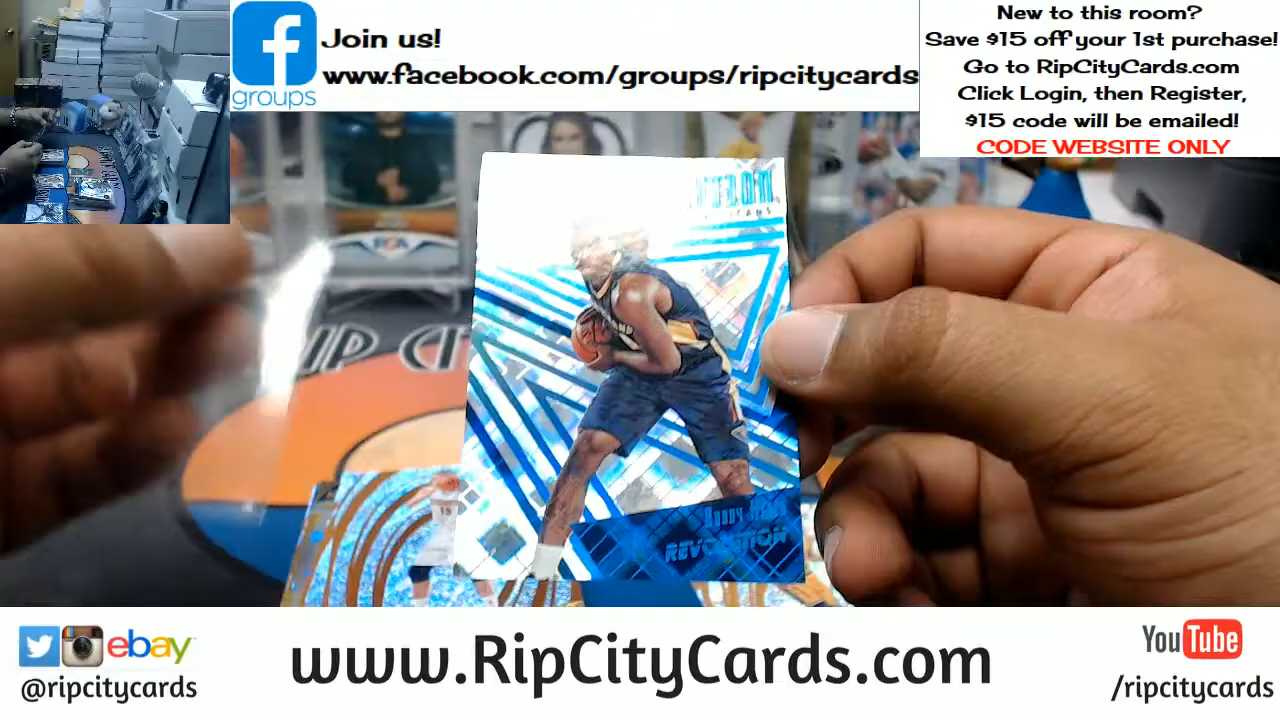 groups
Join us!
www.facebook.com/groups/ripcitycards
New to this room?
Save $15 off your 1st purchase!
Go to RipCityCards.com
Click Login, then Register,
$15 code will be emailed!
CODE WEBSITE ONLY
REVOLUTION
ebay
@ripcitycards
www.RipCityCards.com
YouTube
/ripcitycards